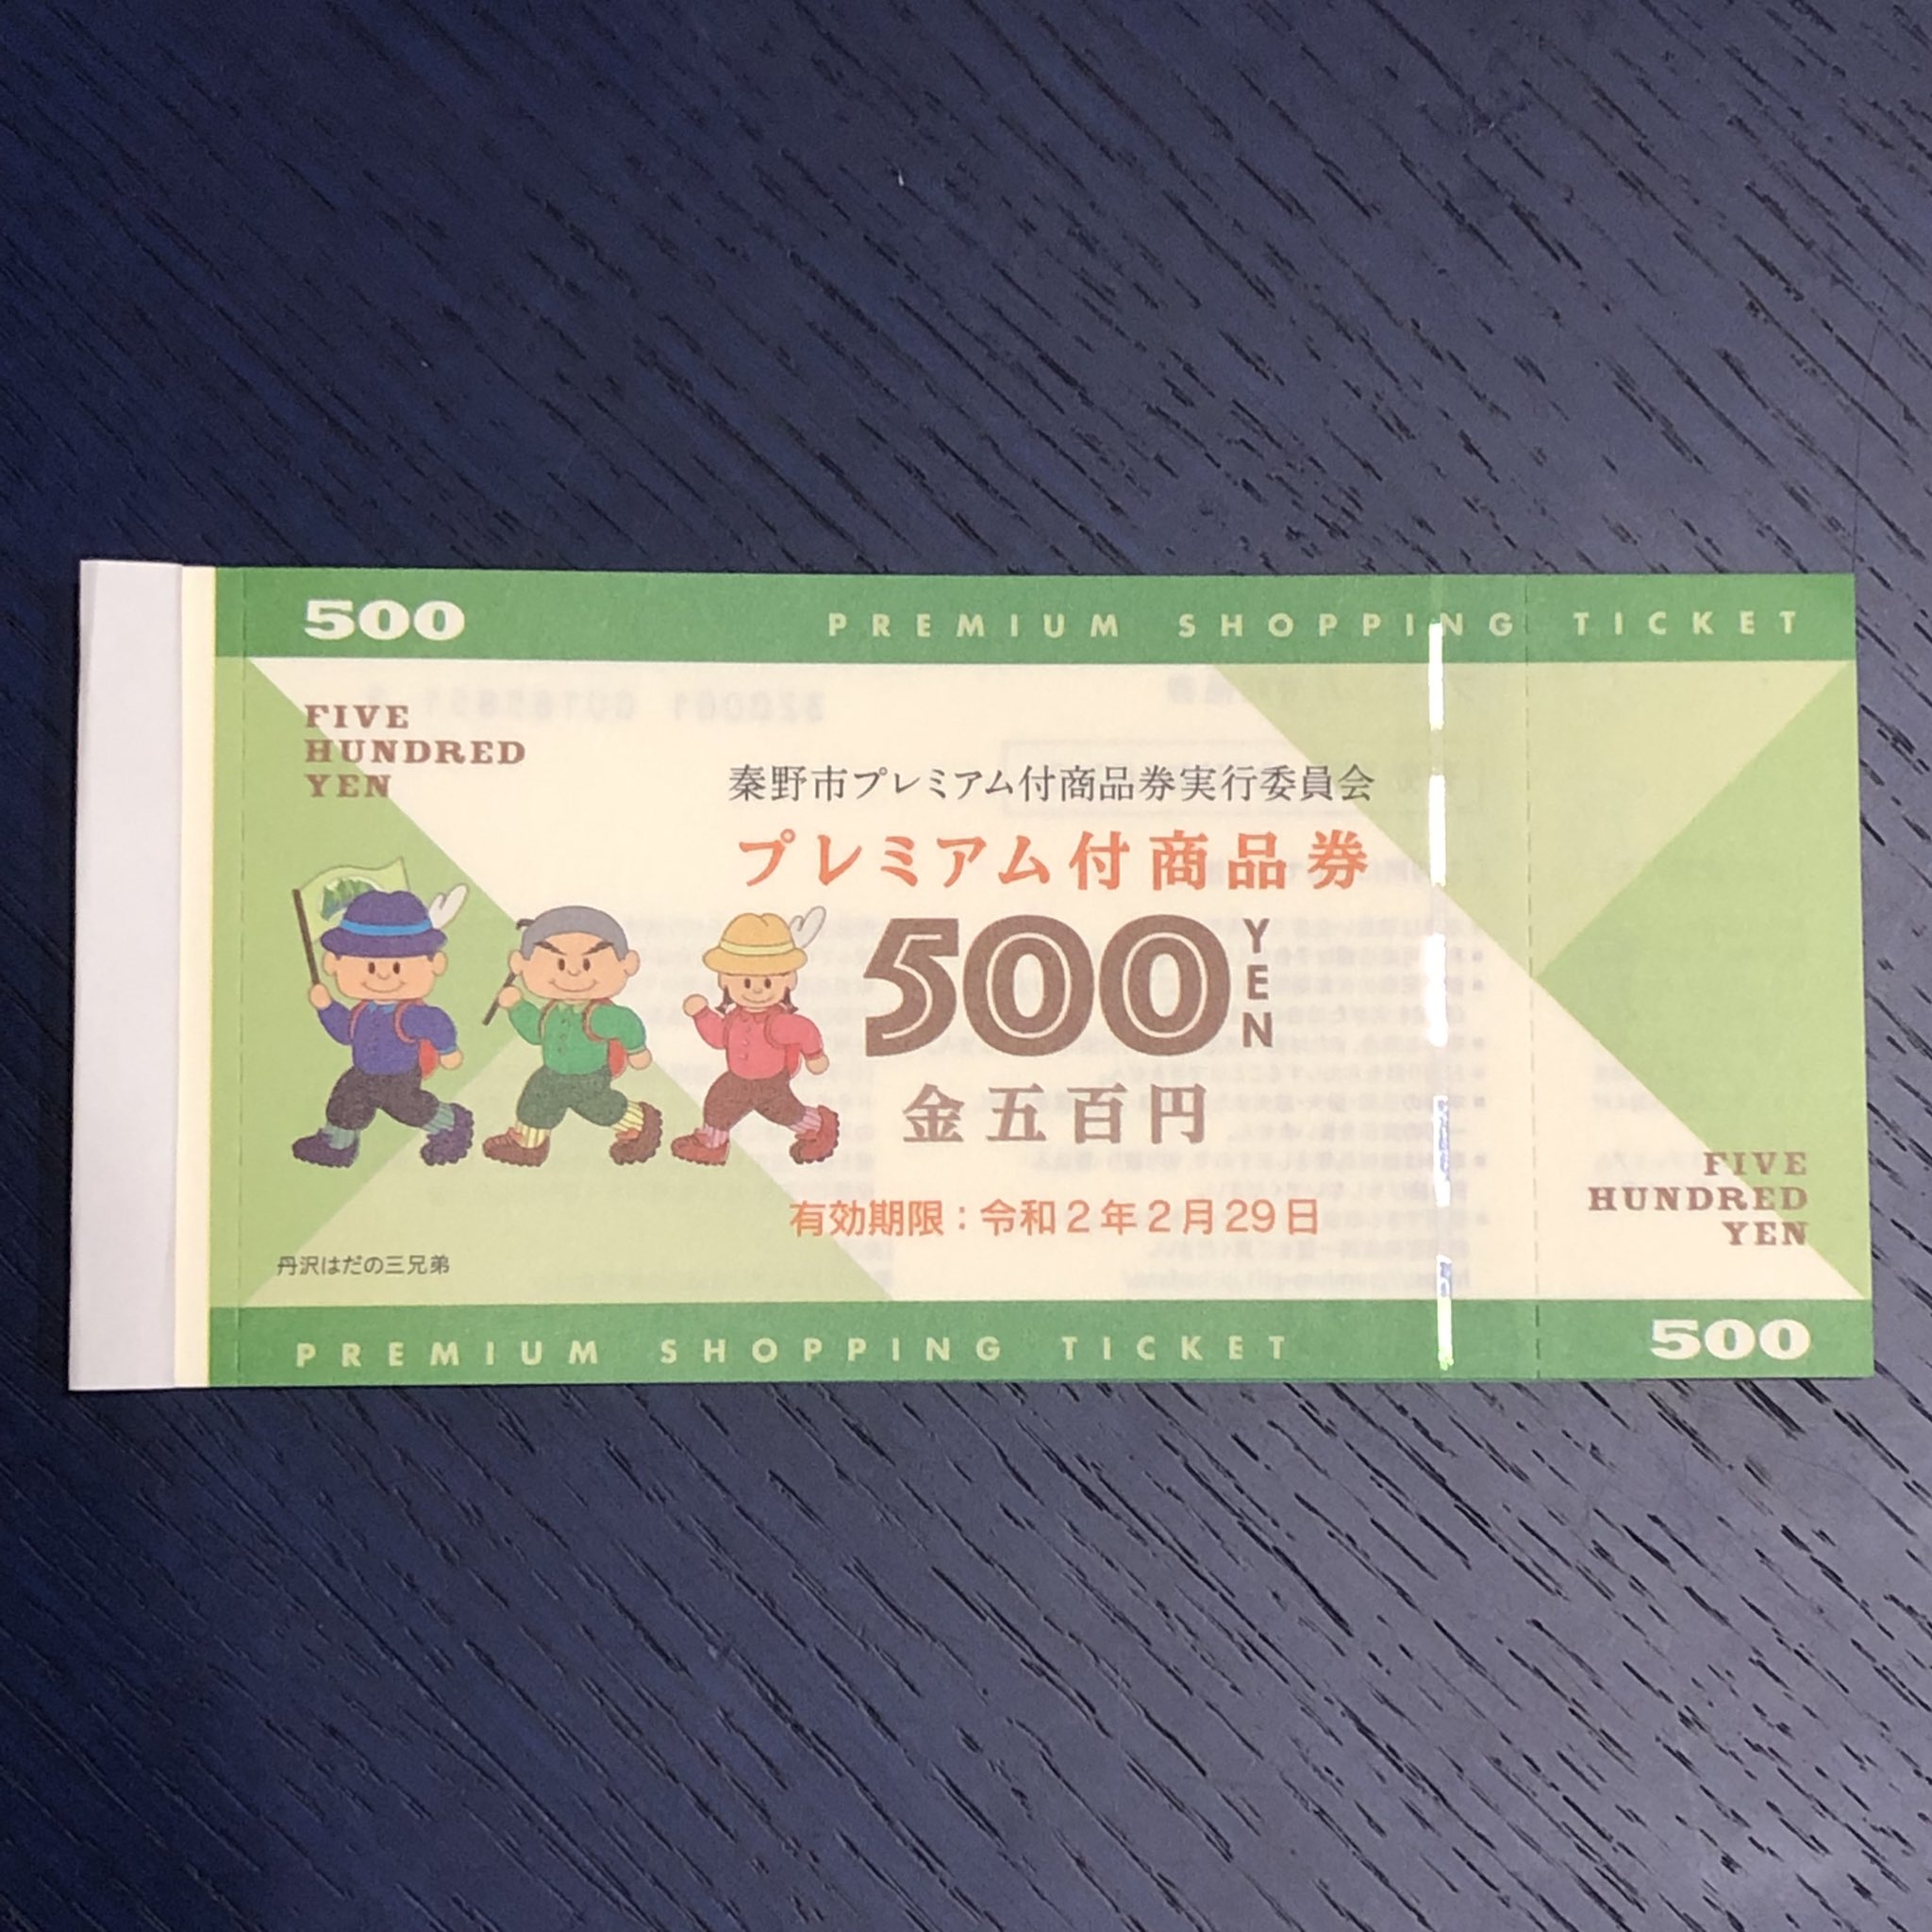 500
PREMIUM SHOPPING TICKET
FIVE
HUNDRED
YEN
秦野市プレミアム付商品券実行委員会
プレミアム付商品券
500
YEN
金五百円
有効期限：令和2年2月29日
丹沢はだの三兄弟
FIVE
HUNDRED
YEN
PREMIUM SHOPPING TICKET
500